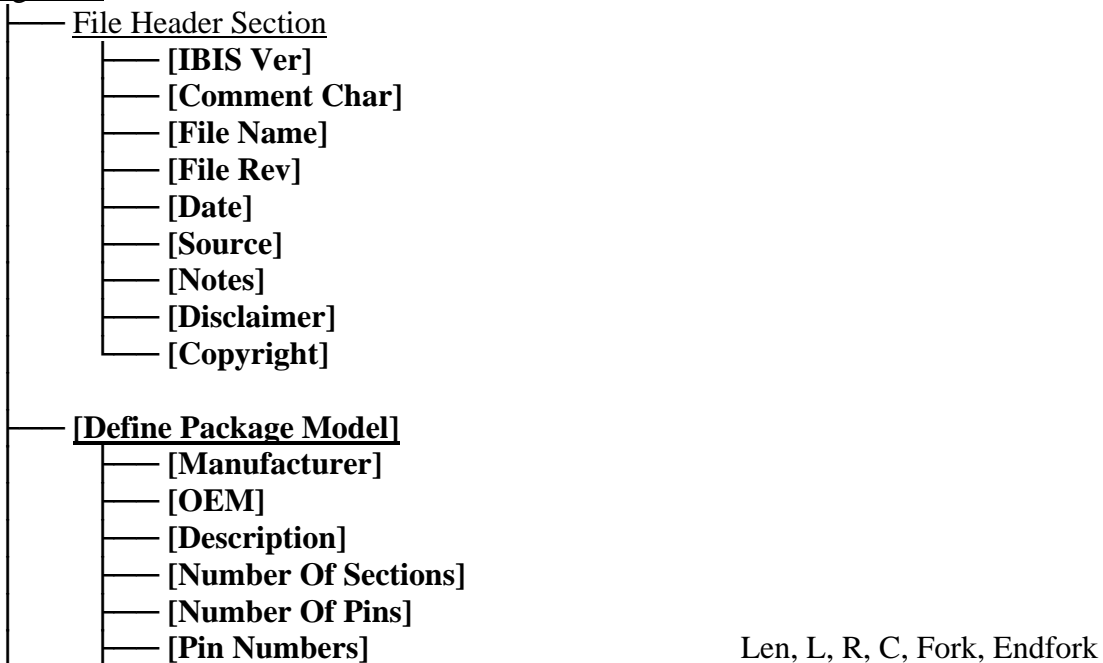 File Header Section
[IBIS Ver]
[Comment Char]
[File Name]
[File Rev]
[Date]
[Source]
[Notes]
[Disclaimer]
[Copyright]
[Define Package Model]
[Manufacturer]
[OEM]
[Description]
[Number Of Sections]
[Number Of Pins]
[Pin Numbers] Len, L, R, C, Fork, Endfork